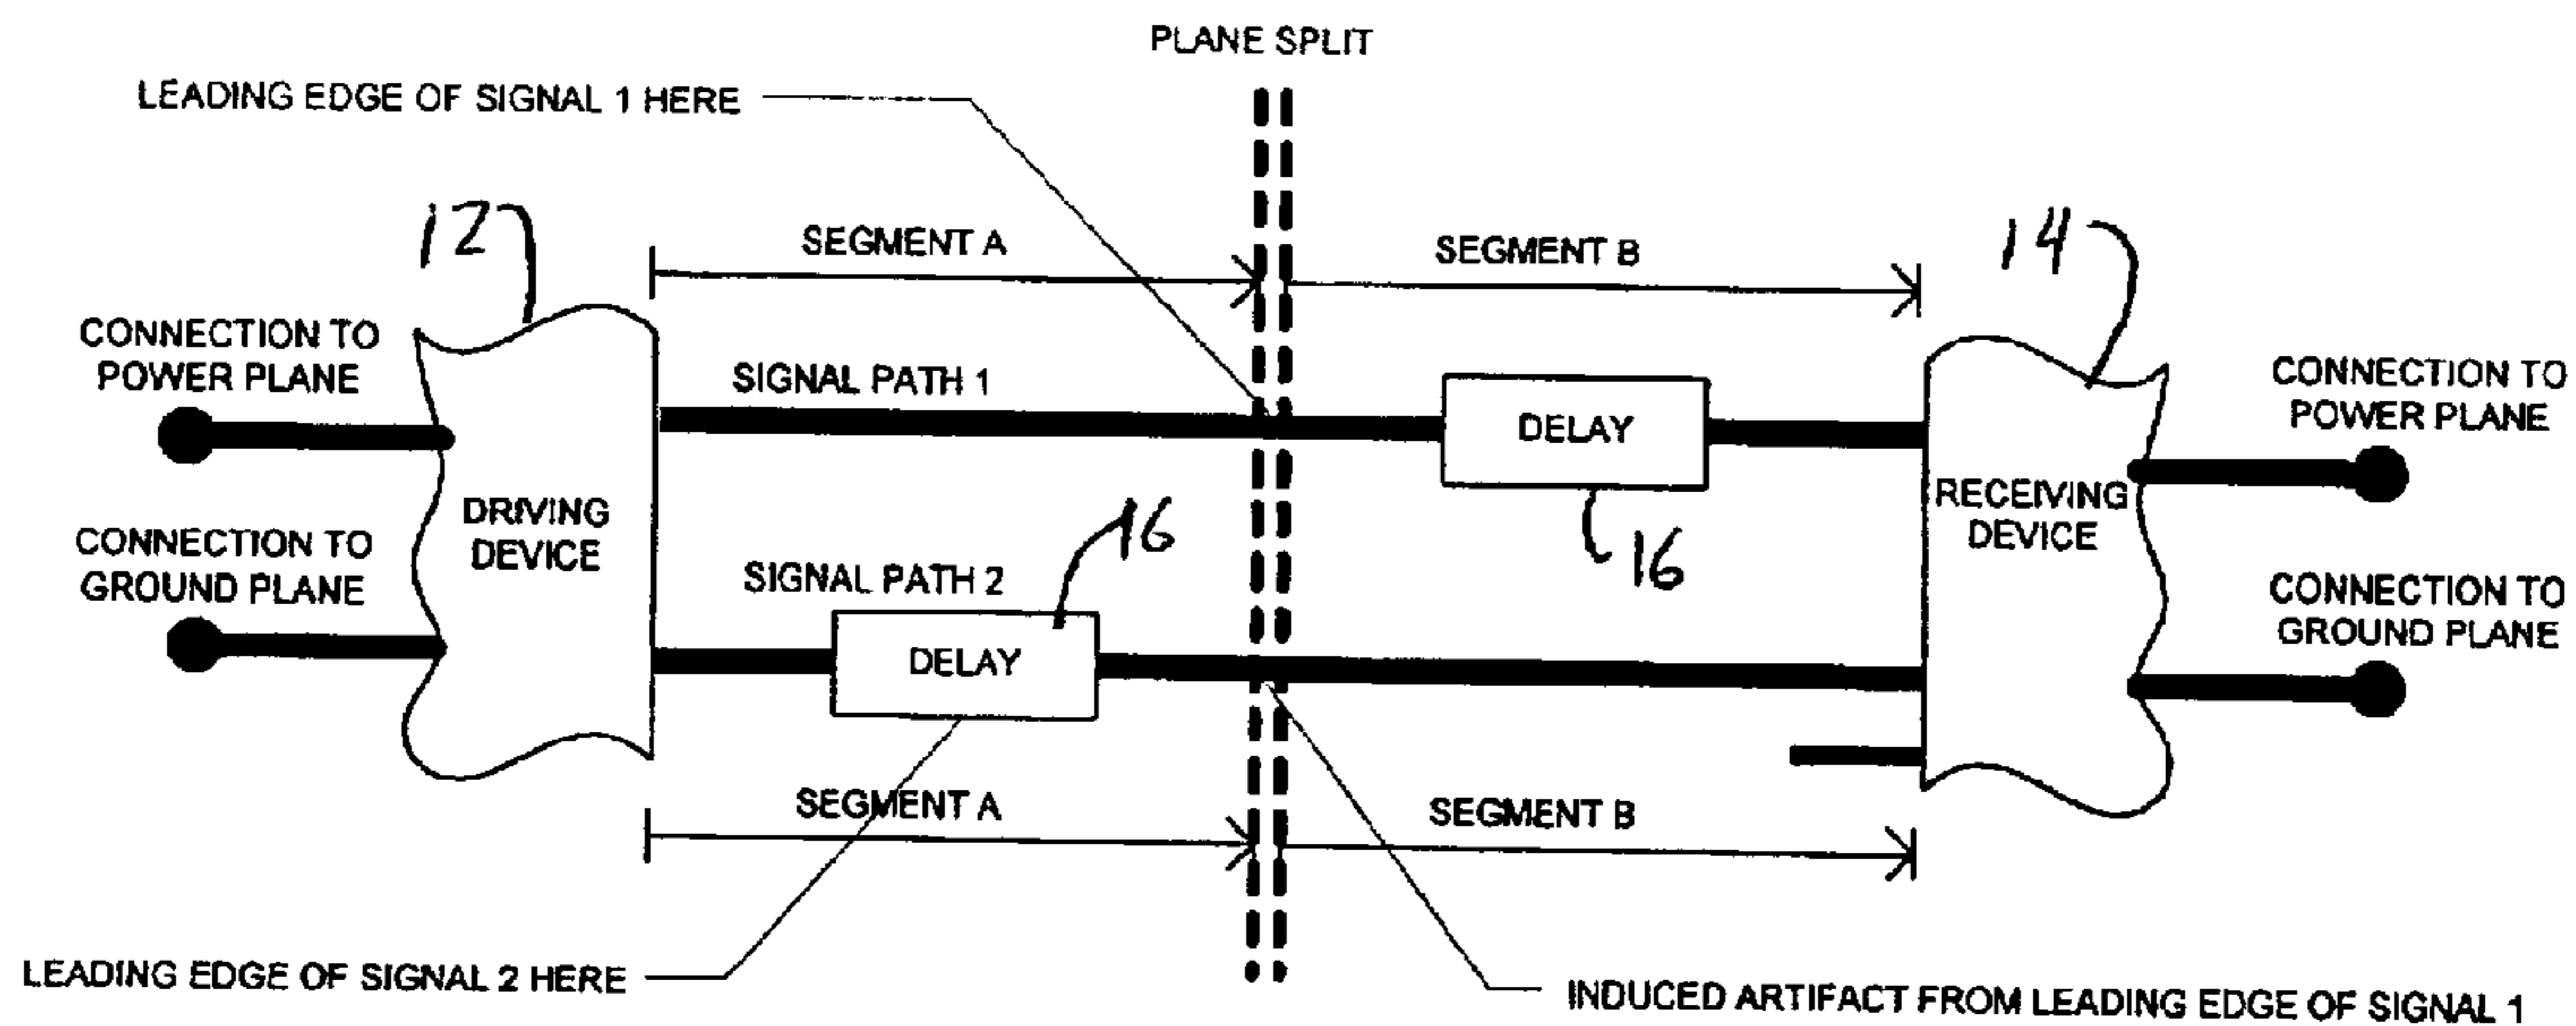 PLANE SPLIT
LEADING EDGE OF SIGNAL 1 HERE
12
SEGMENT A
SEGMENT B
14
CONNECTION TO
POWER PLANE
SIGNAL PATH 1
DELAY
CONNECTION TO
POWER PLANE
DRIVING
DEVICE
16
RECEIVING
DEVICE
16
CONNECTION TO
GROUND PLANE
SIGNAL PATH 2
DELAY
CONNECTION TO
GROUND PLANE
SEGMENT A
SEGMENT B
LEADING EDGE OF SIGNAL 2 HERE
INDUCED ARTIFACT FROM LEADING EDGE OF SIGNAL 1